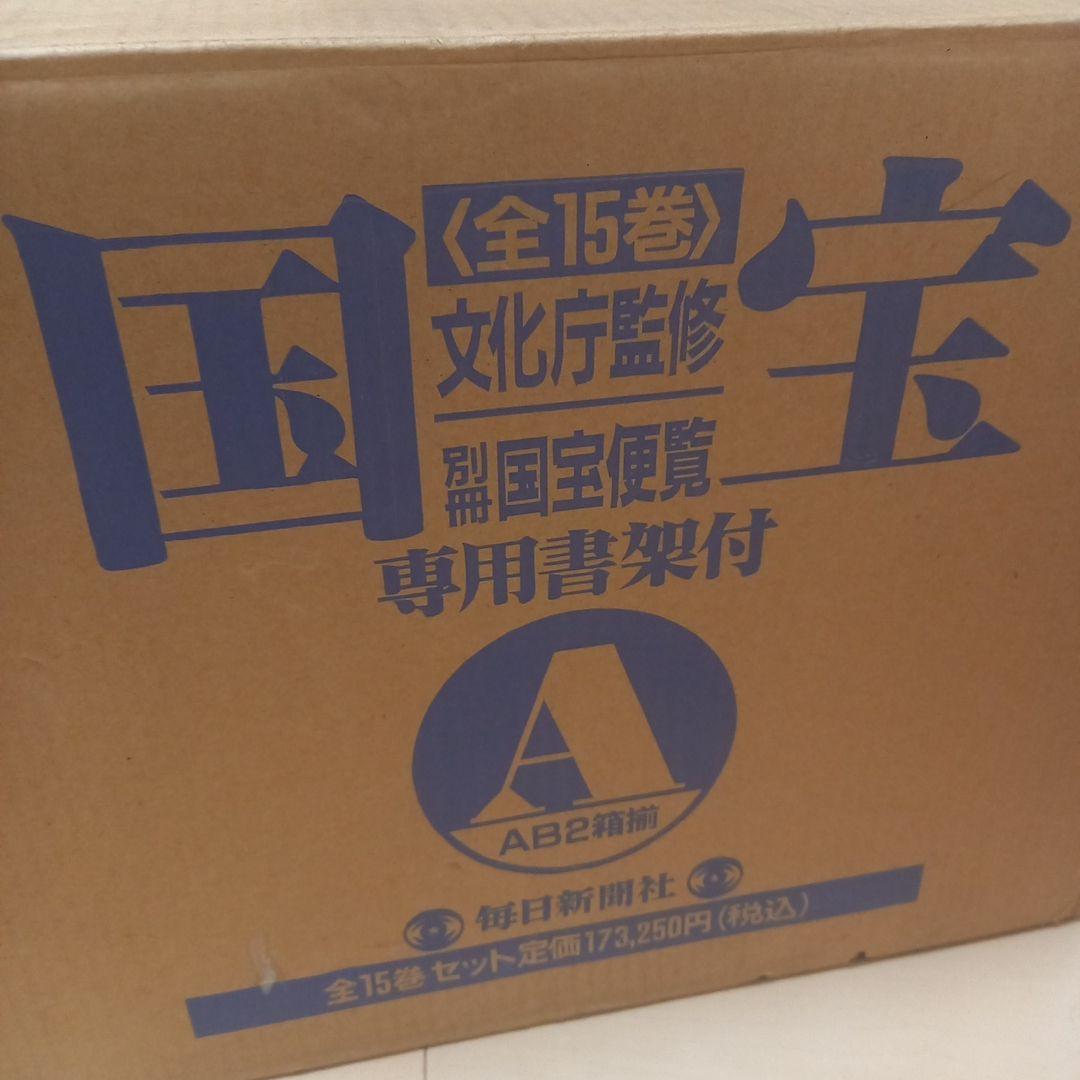 国宝
〈全15巻〉
文化庁監修
別冊国宝便覧
専用書架付
A
AB2箱揃
毎日新聞社
全15巻セット定価173,250円(税込)